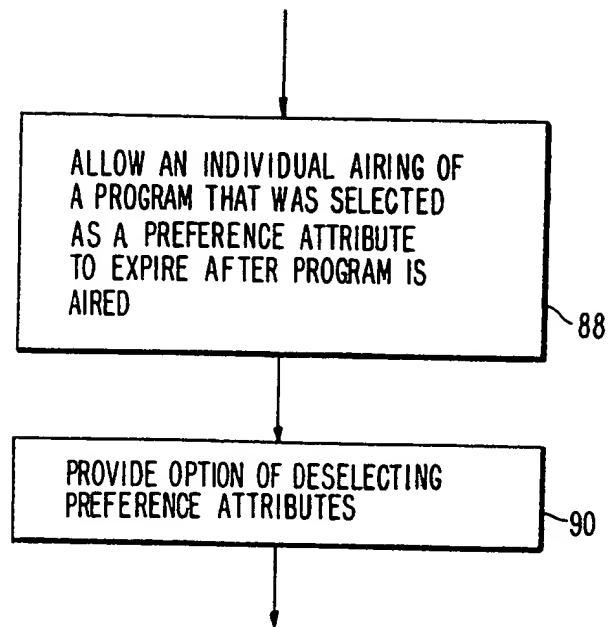 ALLOW AN INDIVIDUAL AIRING OF
A PROGRAM THAT WAS SELECTED
AS A PREFERENCE ATTRIBUTE
TO EXPIRE AFTER PROGRAM IS
AIRED
88
PROVIDE OPTION OF DESELECTING
PREFERENCE ATTRIBUTES
90